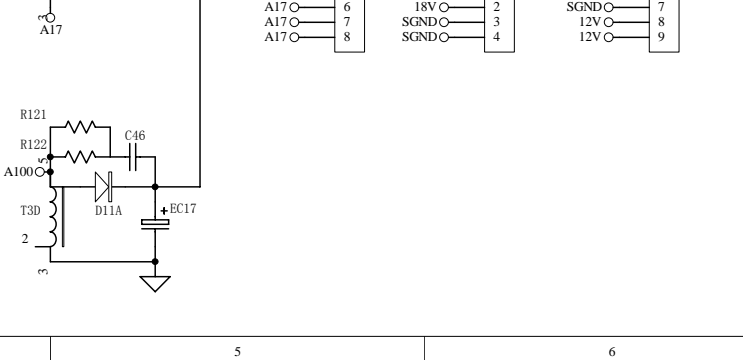 A17 6 18V 2 SGND 7
3 A17 7 SGND 3 12V 8
A17 A17 8 SGND 4 12V 9
R121
R122 C46
5
A100
T3D D11A + EC17
2
3
5 6